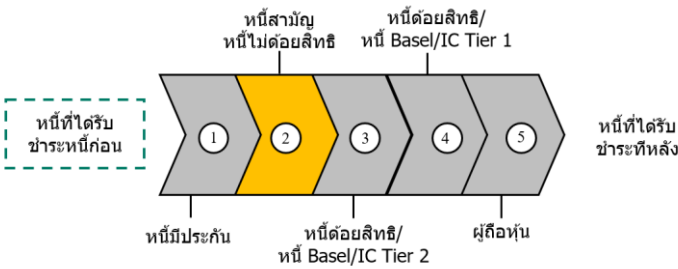 หนี้สามัญ
หนี้ไม่ด้อยสิทธิ
หนี้ด้อยสิทธิ/
หนี้ Basel/IC Tier 1
หนี้ที่ได้รับ
ชำระหนี้ก่อน
1
2
3
4
5
หนี้ที่ได้รับ
ชำระทีหลัง
หนี้มีประกัน
หนี้ด้อยสิทธิ/
หนี้ Basel/IC Tier 2
ผู้ถือหุ้น